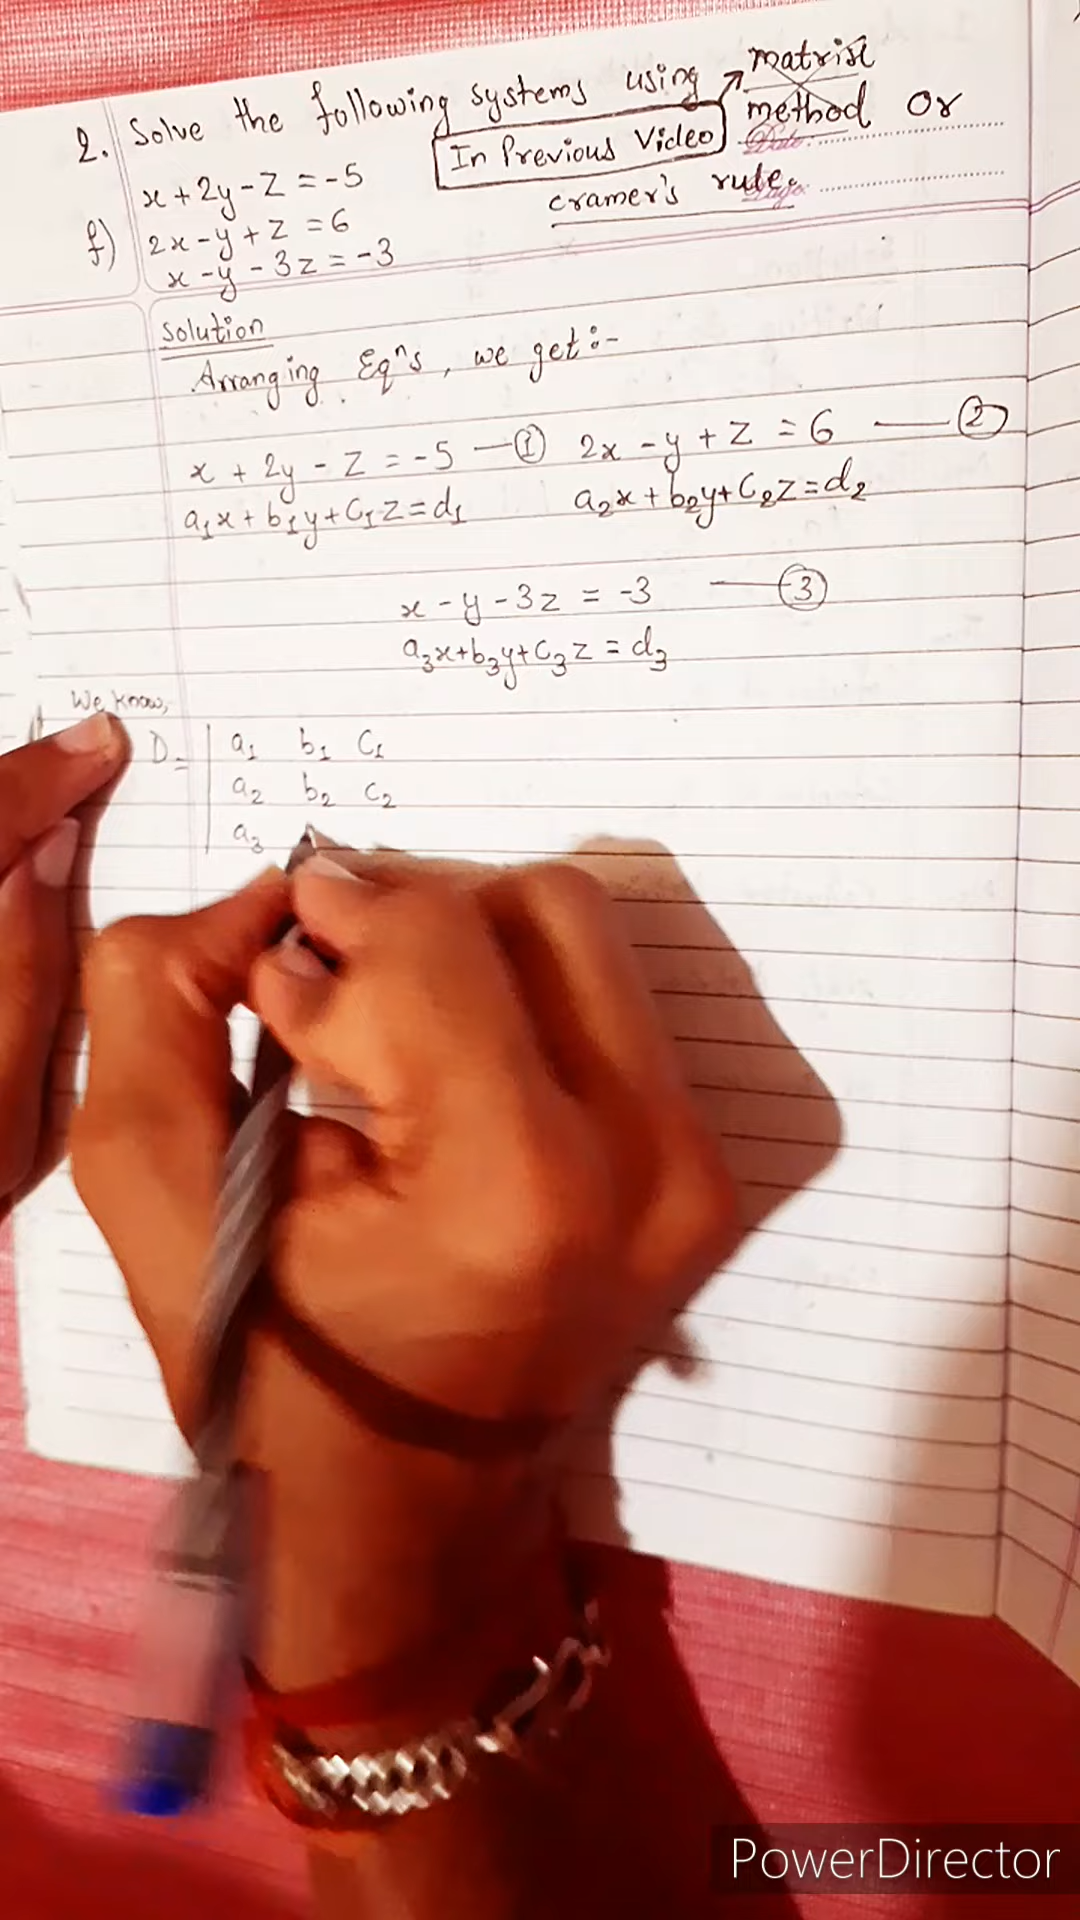 2. Solve the following systems using → matrix
In Previous Video method or
cramer's rule.
x + 2y - z = -5
f) 2x - y + z = 6
x - y - 3z = -3
Solution
Arranging Eqⁿs, we get :-
x + 2y - z = -5 — ① 2x - y + z = 6 — ②
a₁x + b₁y + c₁z = d₁ a₂x + b₂y + c₂z = d₂
x - y - 3z = -3 — ③
a₃x + b₃y + c₃z = d₃
We know,
D = | a₁ b₁ c₁
a₂ b₂ c₂
a₃
PowerDirector